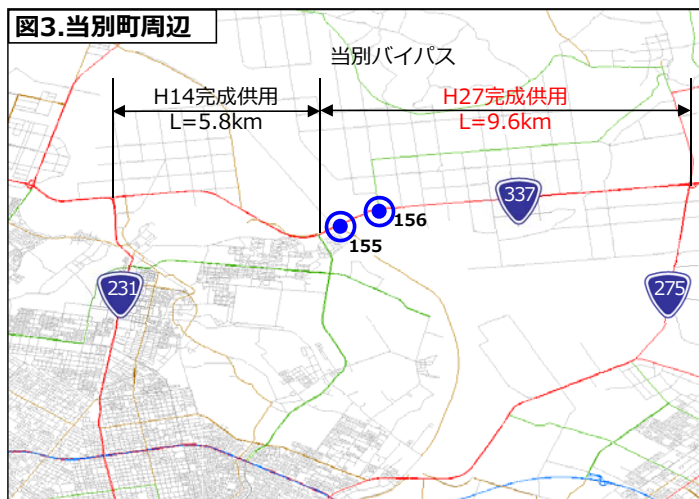 図3.当別町周辺
当別バイパス
H14完成供用
L=5.8km
H27完成供用
L=9.6km
337
156
155
231
275